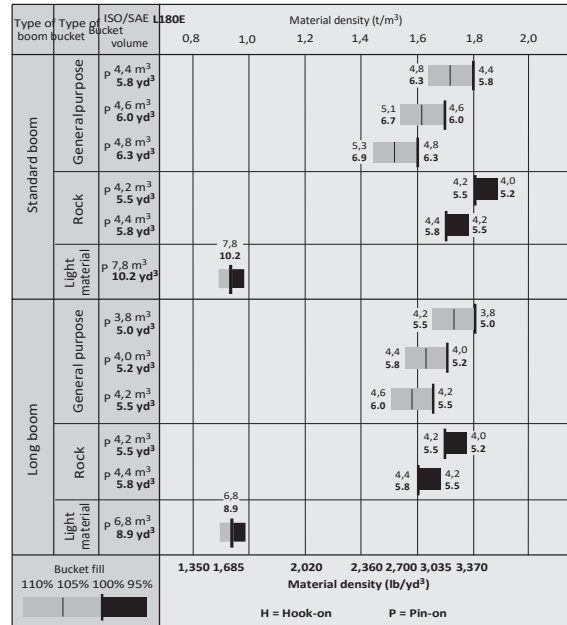 Type of boom
Type of bucket
ISO/SAE Bucket volume
L180E
Material density (t/m³)
0,8 1,0 1,2 1,4 1,6 1,8 2,0
Standard boom
General purpose
P 4,4 m³
5.8 yd³
4,8
6.3
4,4
5.8
P 4,6 m³
6.0 yd³
5,1
6.7
4,6
6.0
P 4,8 m³
6.3 yd³
5,3
6.9
4,8
6.3
Rock
P 4,2 m³
5.5 yd³
4,2
5.5
4,0
5.2
P 4,4 m³
5.8 yd³
4,4
5.8
4,2
5.5
Light material
P 7,8 m³
10.2 yd³
7,8
10.2
Long boom
General purpose
P 3,8 m³
5.0 yd³
4,2
5.5
3,8
5.0
P 4,0 m³
5.2 yd³
4,4
5.8
4,0
5.2
P 4,2 m³
5.5 yd³
4,6
6.0
4,2
5.5
Rock
P 4,2 m³
5.5 yd³
4,2
5.5
4,0
5.2
P 4,4 m³
5.8 yd³
4,4
5.8
4,2
5.5
Light material
P 6,8 m³
8.9 yd³
6,8
8.9
Bucket fill
110% 105% 100% 95%
1,350 1,685 2,020 2,360 2,700 3,035 3,370
Material density (lb/yd³)
H = Hook-on P = Pin-on